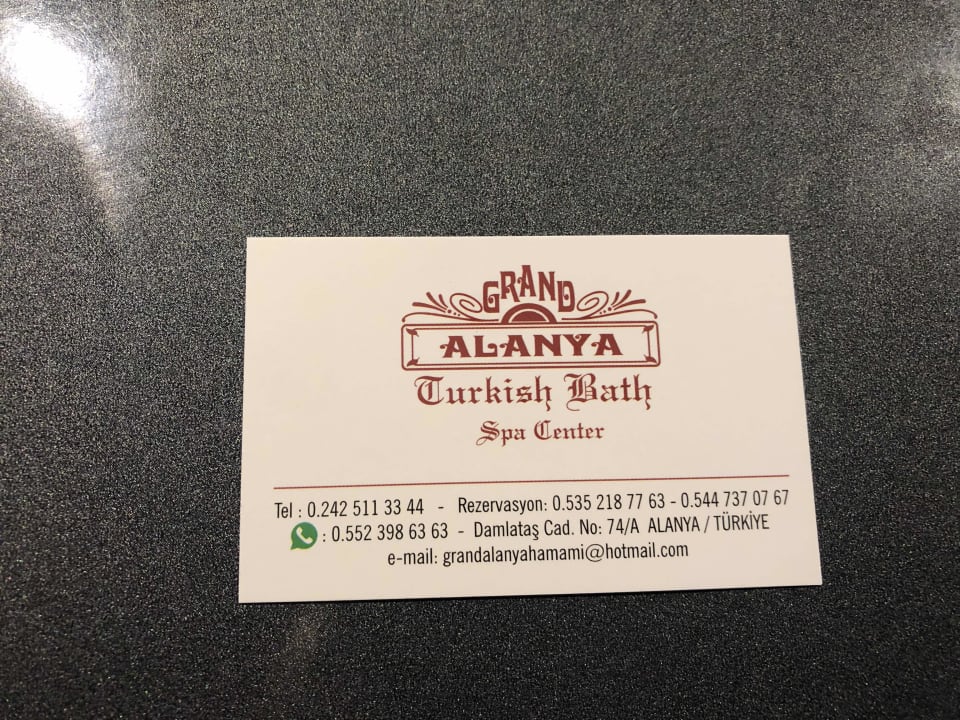 GRAND
ALANYA
Turkish Bath
Spa Center
Tel : 0.242 511 33 44 - Rezervasyon: 0.535 218 77 63 - 0.544 737 07 67
: 0.552 398 63 63 - Damlataş Cad. No: 74/A ALANYA / TÜRKİYE
e-mail: grandalanyahamami@hotmail.com